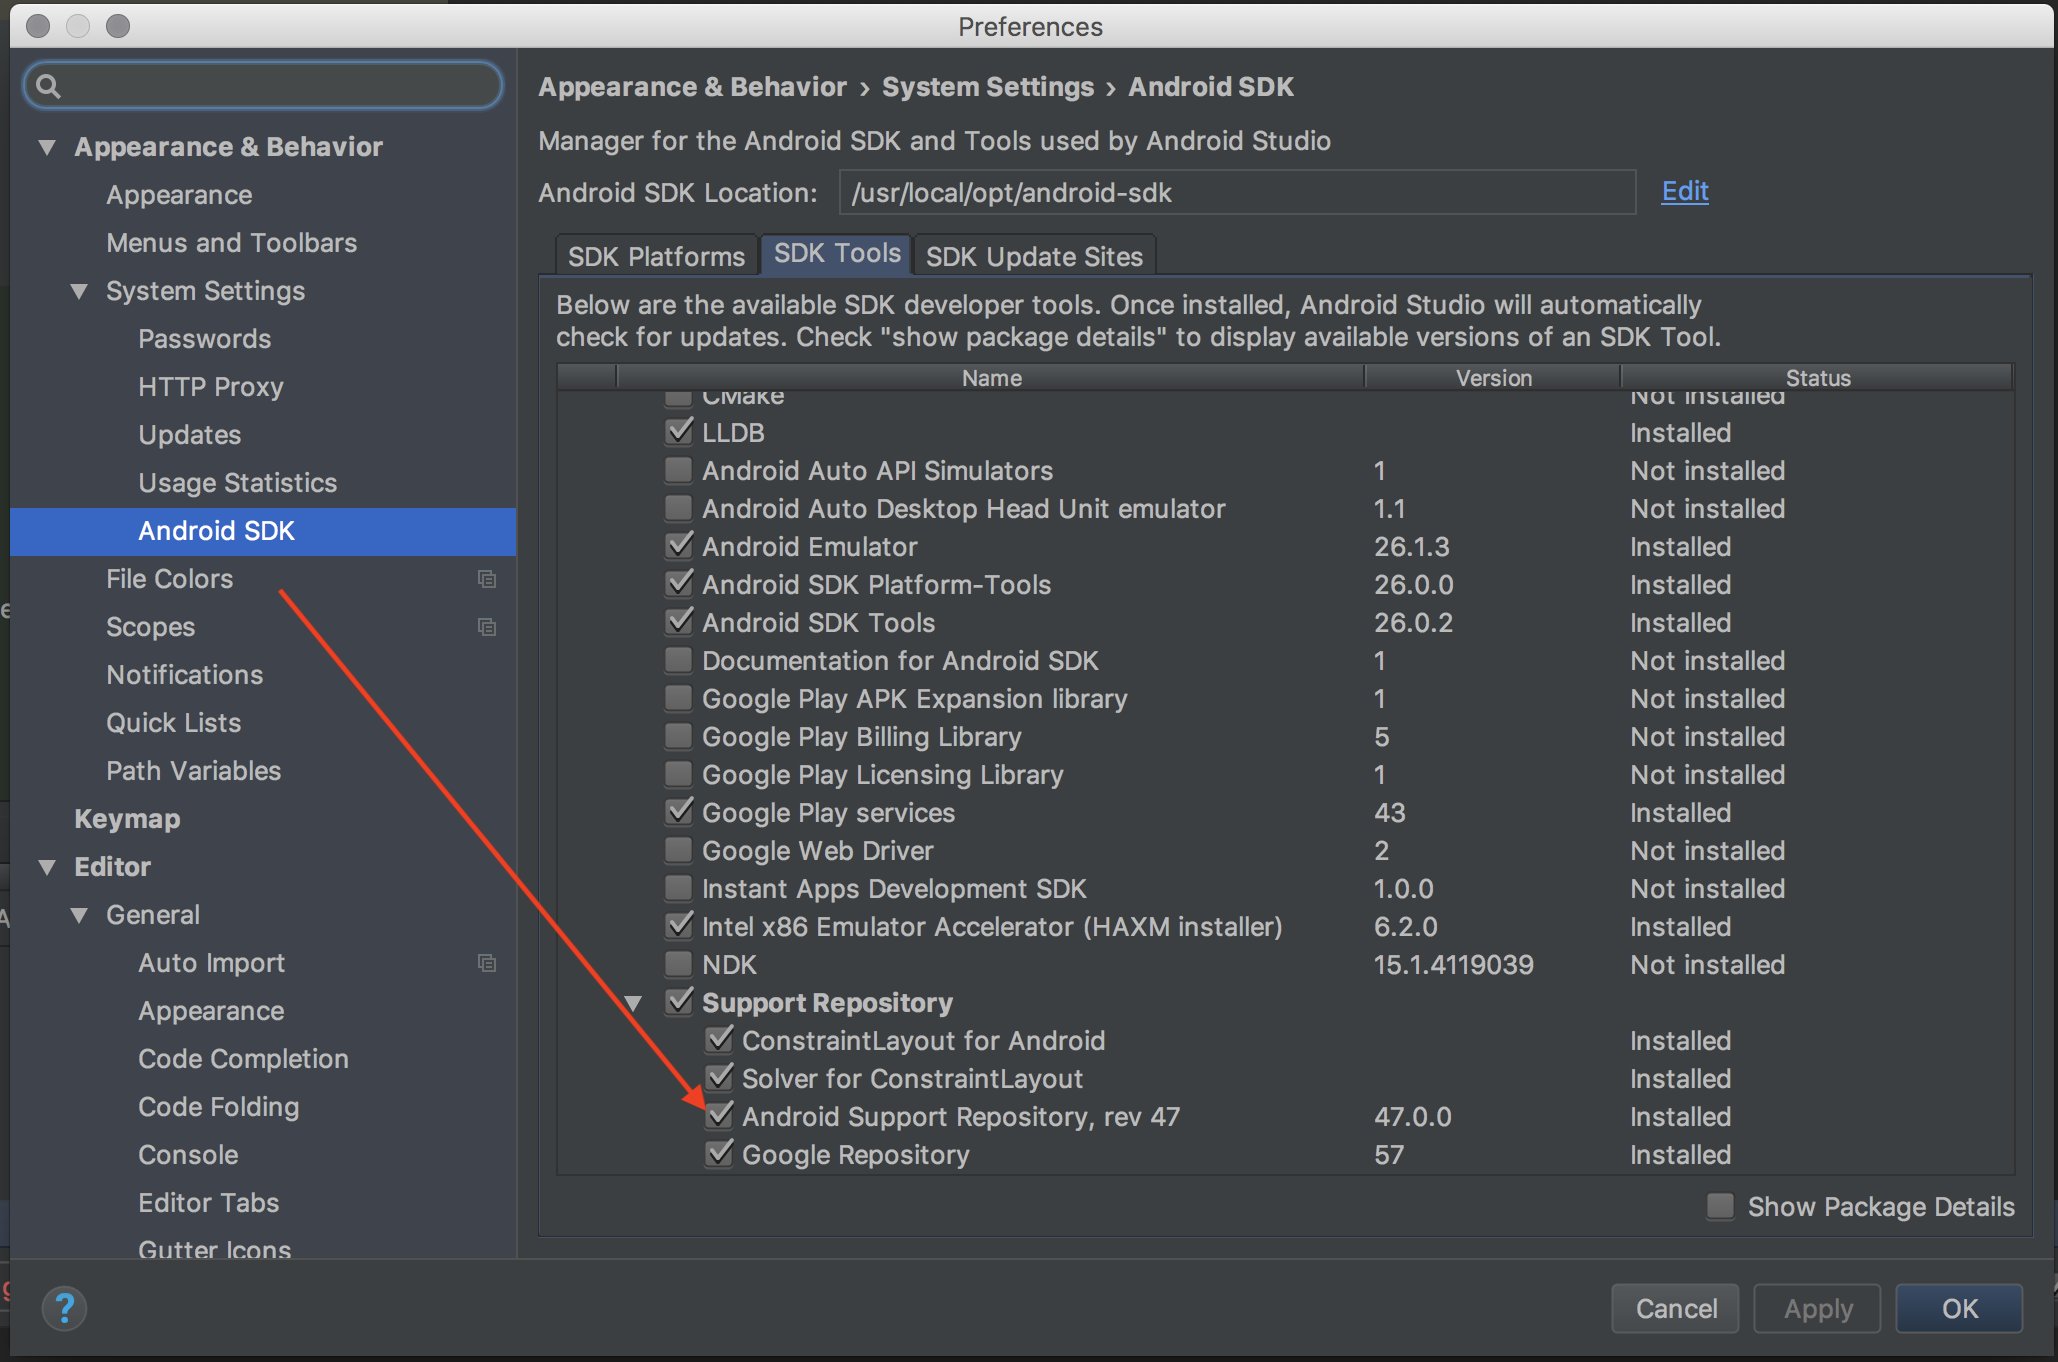 Preferences
Appearance & Behavior
Appearance
Menus and Toolbars
System Settings
Passwords
HTTP Proxy
Updates
Usage Statistics
Android SDK
File Colors
Scopes
Notifications
Quick Lists
Path Variables
Keymap
Editor
General
Auto Import
Appearance
Code Completion
Code Folding
Console
Editor Tabs
Gutter Icons
Appearance & Behavior › System Settings › Android SDK
Manager for the Android SDK and Tools used by Android Studio
Android SDK Location: /usr/local/opt/android-sdk Edit
SDK Platforms SDK Tools SDK Update Sites
Below are the available SDK developer tools. Once installed, Android Studio will automatically
check for updates. Check "show package details" to display available versions of an SDK Tool.
Name Version Status
CMake Not installed
LLDB Installed
Android Auto API Simulators 1 Not installed
Android Auto Desktop Head Unit emulator 1.1 Not installed
Android Emulator 26.1.3 Installed
Android SDK Platform-Tools 26.0.0 Installed
Android SDK Tools 26.0.2 Installed
Documentation for Android SDK 1 Not installed
Google Play APK Expansion library 1 Not installed
Google Play Billing Library 5 Not installed
Google Play Licensing Library 1 Not installed
Google Play services 43 Installed
Google Web Driver 2 Not installed
Instant Apps Development SDK 1.0.0 Not installed
Intel x86 Emulator Accelerator (HAXM installer) 6.2.0 Installed
NDK 15.1.4119039 Not installed
Support Repository
ConstraintLayout for Android Installed
Solver for ConstraintLayout Installed
Android Support Repository, rev 47 47.0.0 Installed
Google Repository 57 Installed
Show Package Details
? Cancel Apply OK